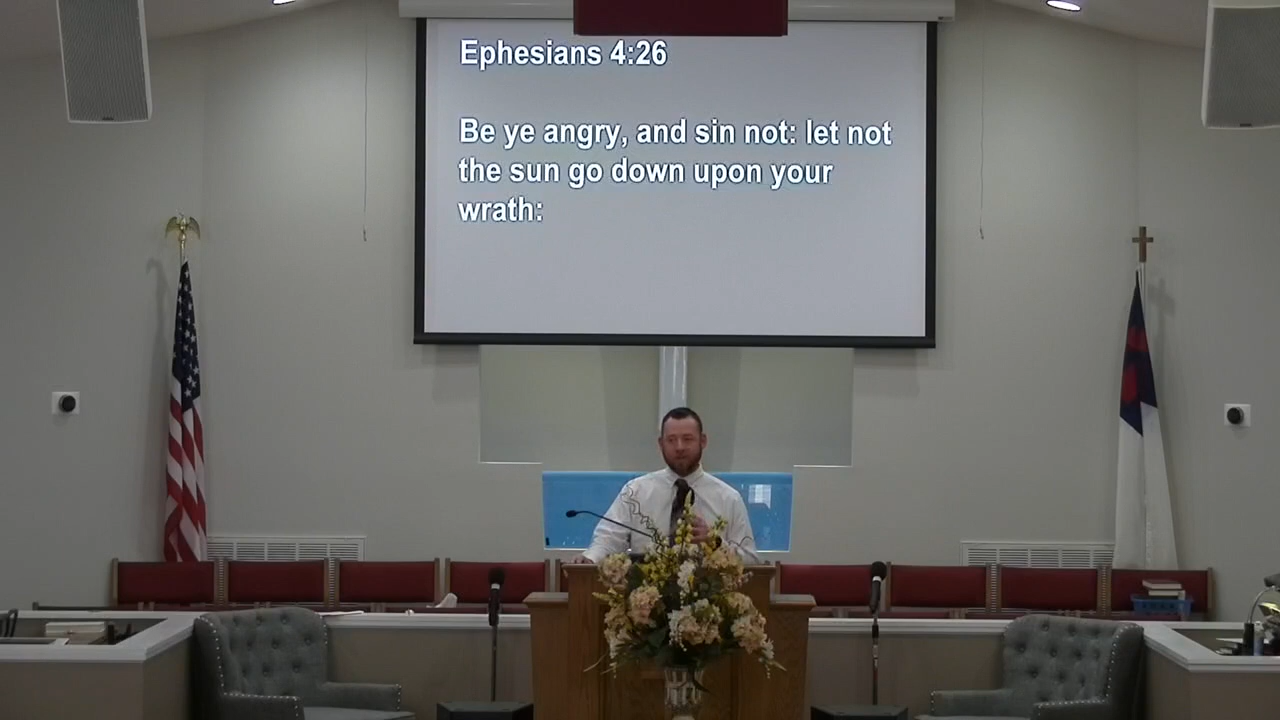 Ephesians 4:26
Be ye angry, and sin not: let not
the sun go down upon your
wrath: